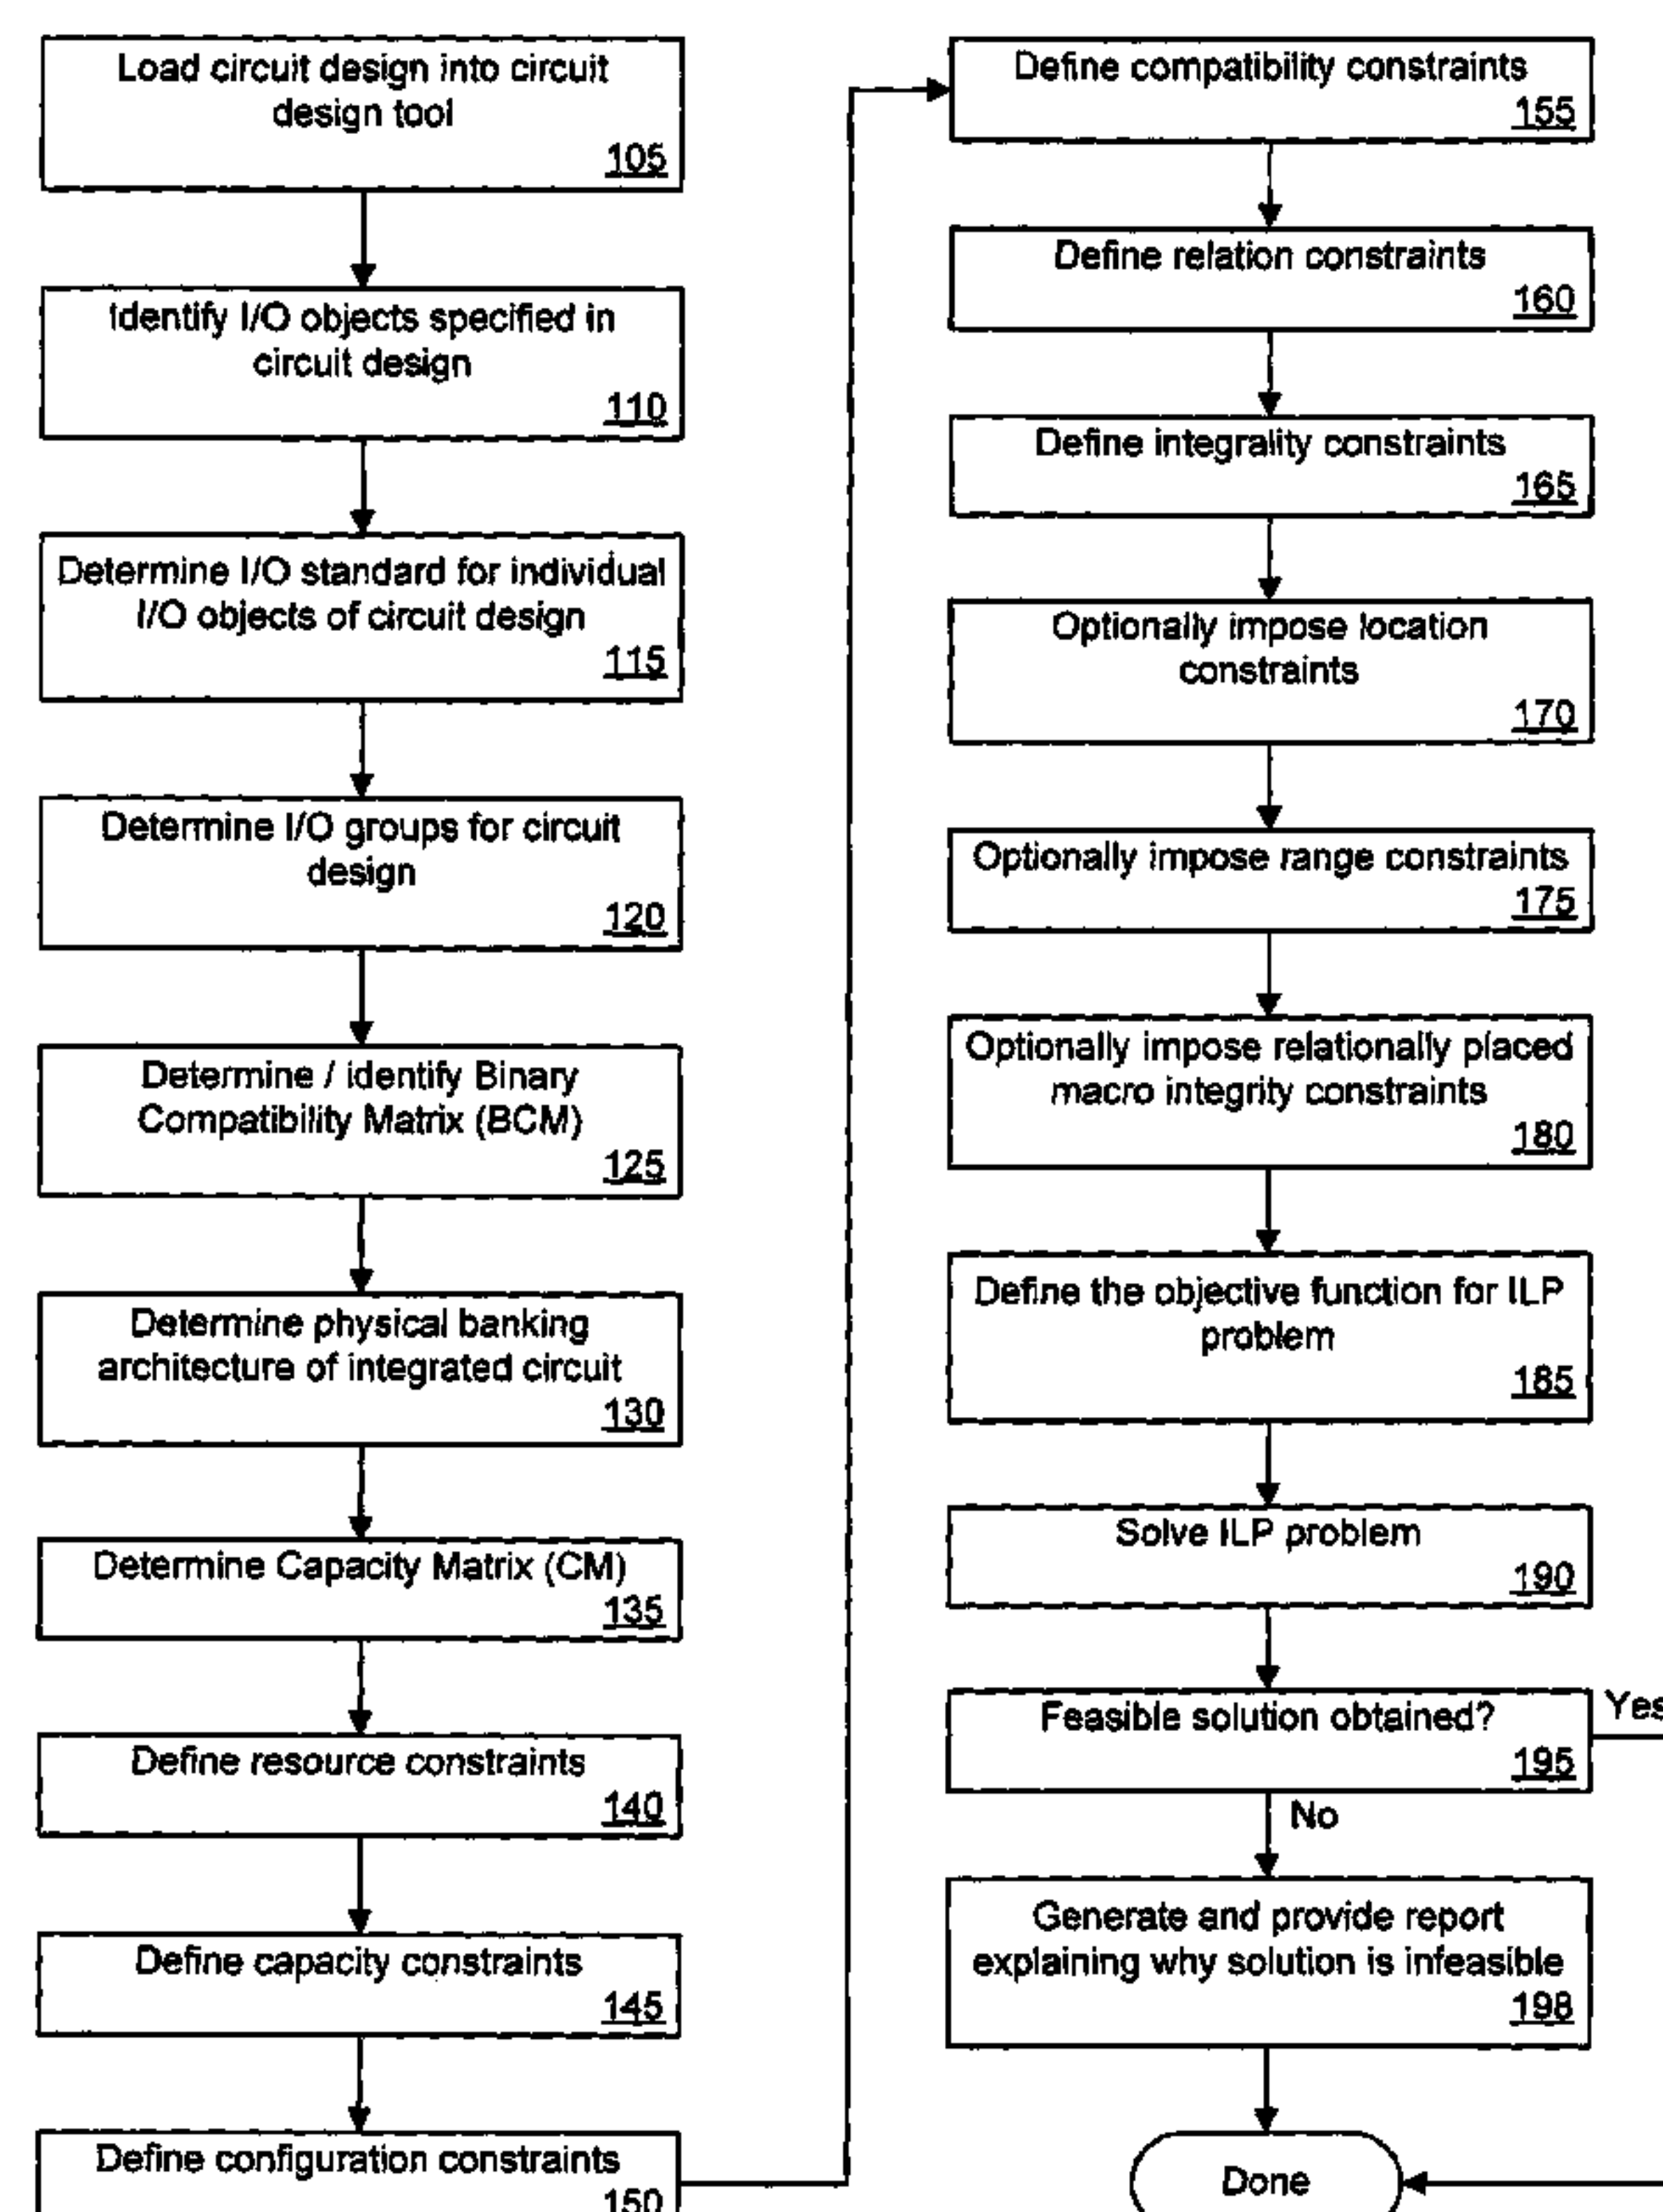 Load circuit design into circuit
design tool
105
Identify I/O objects specified in
circuit design
110
Determine I/O standard for individual
I/O objects of circuit design
115
Determine I/O groups for circuit
design
120
Determine / identify Binary
Compatibility Matrix (BCM)
125
Determine physical banking
architecture of integrated circuit
130
Determine Capacity Matrix (CM)
135
Define resource constraints
140
Define capacity constraints
145
Define configuration constraints
150
Define compatibility constraints
155
Define relation constraints
160
Define integrality constraints
165
Optionally impose location
constraints
170
Optionally impose range constraints
175
Optionally impose relationally placed
macro integrity constraints
180
Define the objective function for ILP
problem
185
Solve ILP problem
190
Feasible solution obtained?
195
Yes
No
Generate and provide report
explaining why solution is infeasible
198
Done